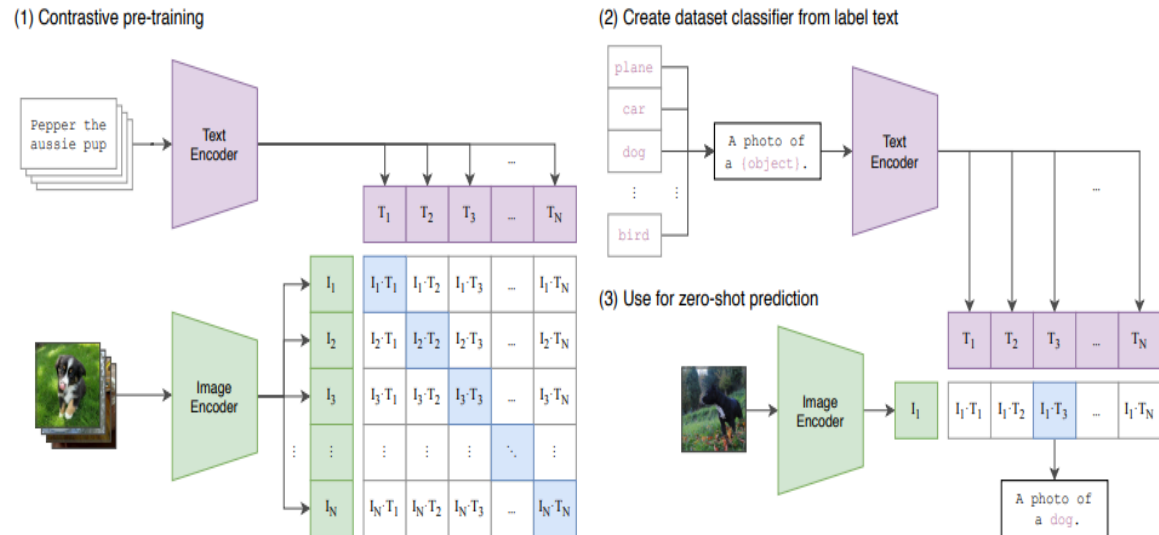 (1) Contrastive pre-training
Pepper the
aussie pup
Text
Encoder
...
T1 T2 T3 ... TN
I1 I1·T1 I1·T2 I1·T3 ... I1·TN
I2 I2·T1 I2·T2 I2·T3 ... I2·TN
Image
Encoder
I3 I3·T1 I3·T2 I3·T3 ... I3·TN
⋮ ⋮ ⋮ ⋮ ⋮ ⋱ ⋮
IN IN·T1 IN·T2 IN·T3 ... IN·TN
(2) Create dataset classifier from label text
plane
car
dog
⋮ ⋮
bird
A photo of
a {object}.
Text
Encoder
...
(3) Use for zero-shot prediction
T1 T2 T3 ... TN
Image
Encoder
I1 I1·T1 I1·T2 I1·T3 ... I1·TN
A photo of
a dog.